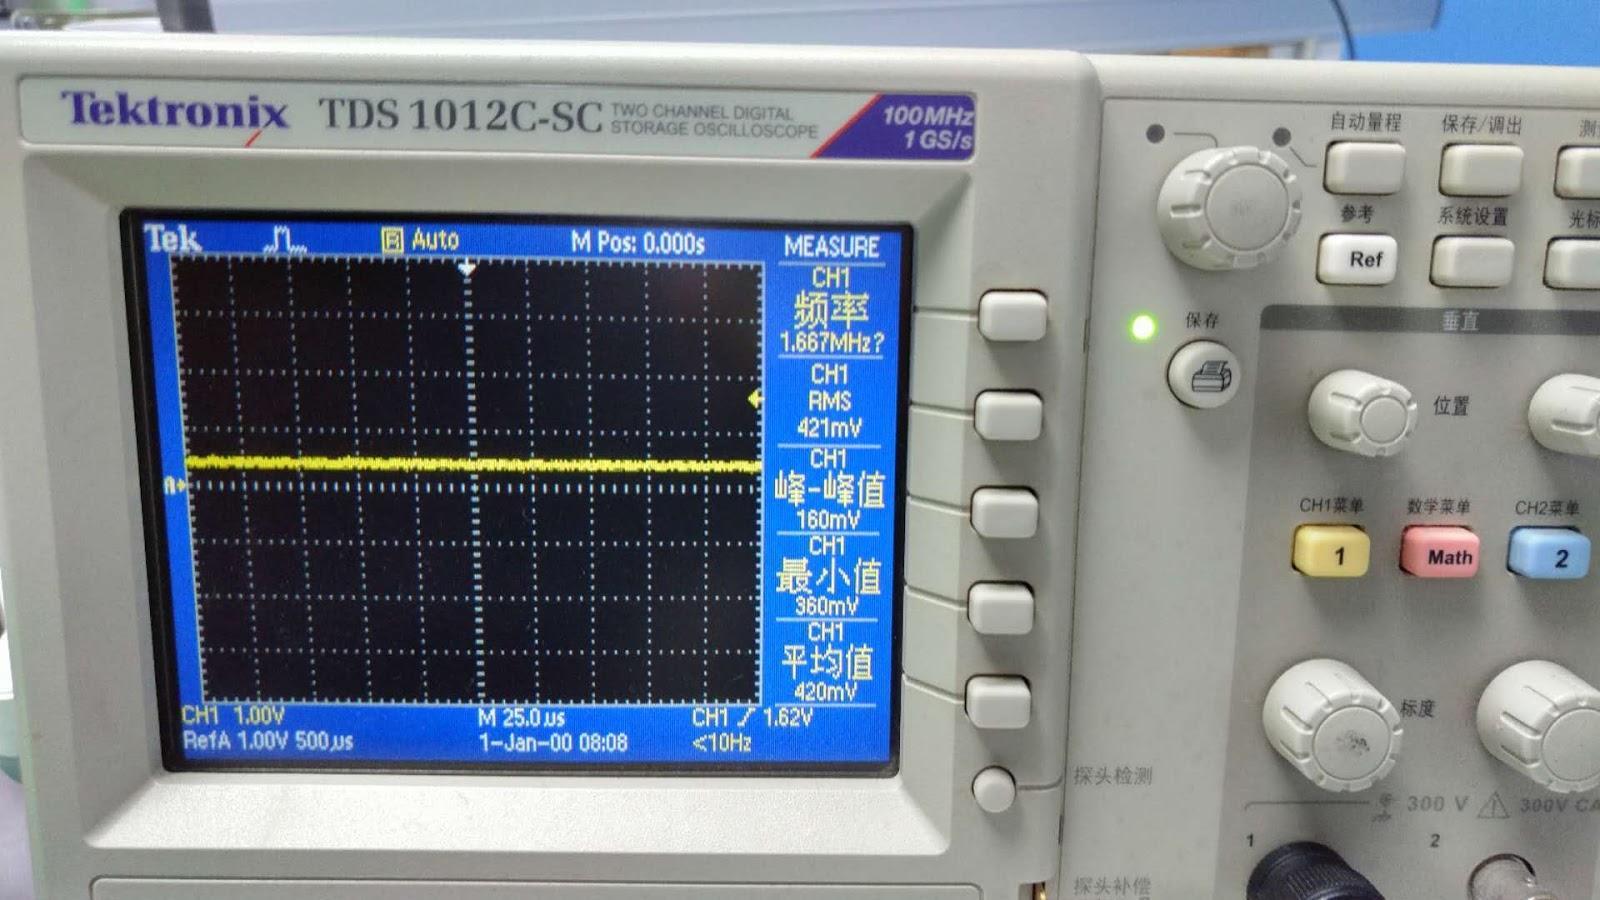 Tektronix TDS 1012C-SC TWO CHANNEL DIGITAL STORAGE OSCILLOSCOPE
100MHz
1GS/s
Tek R Auto M Pos: 0.000s MEASURE
CH1
频率
1.667MHz?
CH1
RMS
421mV
CH1
峰-峰值
160mV
CH1
最小值
360mV
CH1
平均值
420mV
CH1 1.00V M 25.0µs CH1 1.62V
RefA 1.00V 500µs 1-Jan-00 08:08 <10Hz
自动量程 保存/调出
参考 系统设置 光标
Ref
保存
垂直
位置
CH1菜单 数学菜单 CH2菜单
1 Math 2
标度
探头检测
300 V 300V CA
1 2
探头补偿